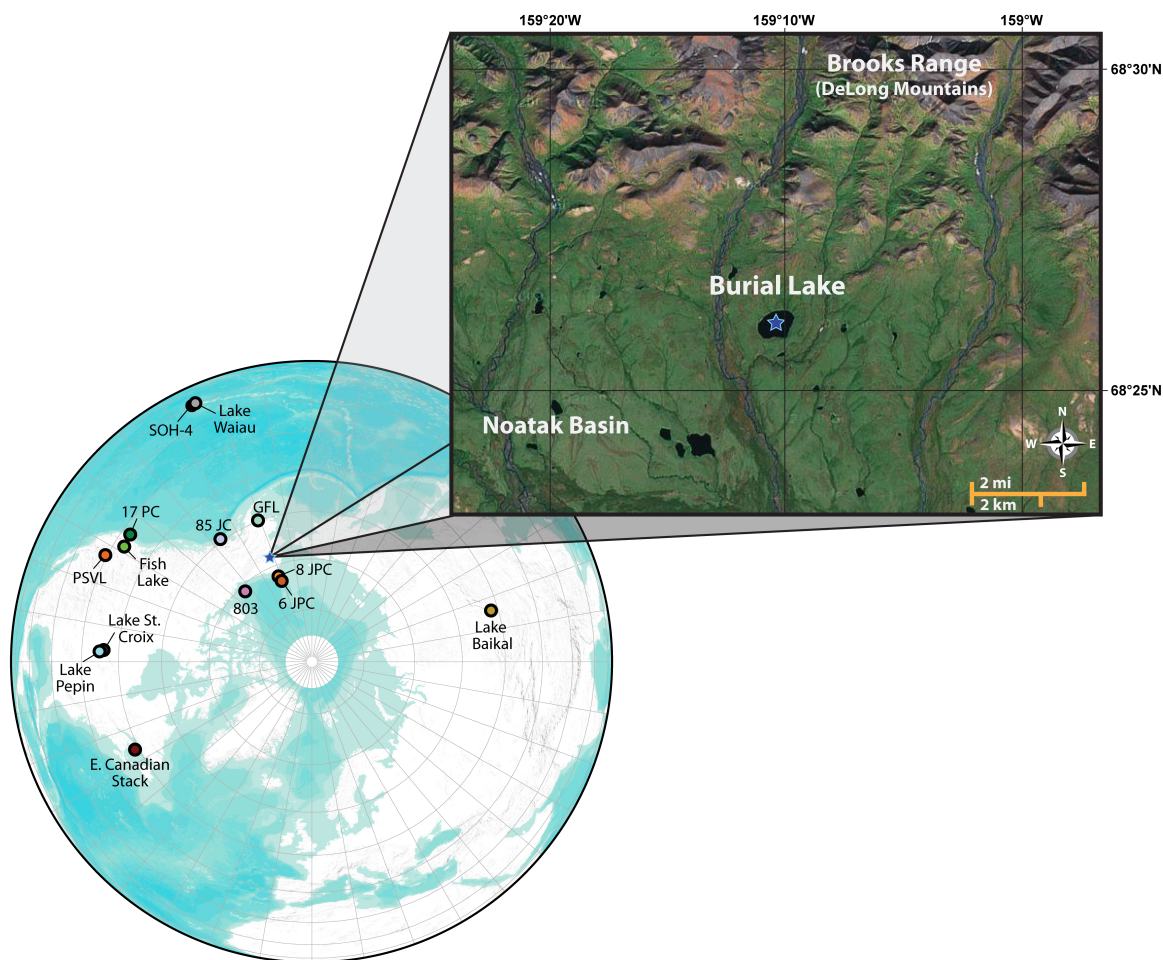 159°20'W
159°10'W
159°W
Brooks Range
(DeLong Mountains)
68°30'N
Burial Lake
68°25'N
Noatak Basin
N
W
E
S
2 mi
2 km
SOH-4
Lake
Waiau
GFL
17 PC
85 JC
PSVL
Fish
Lake
8 JPC
803
6 JPC
Lake
Baikal
Lake St.
Croix
Lake
Pepin
E. Canadian
Stack